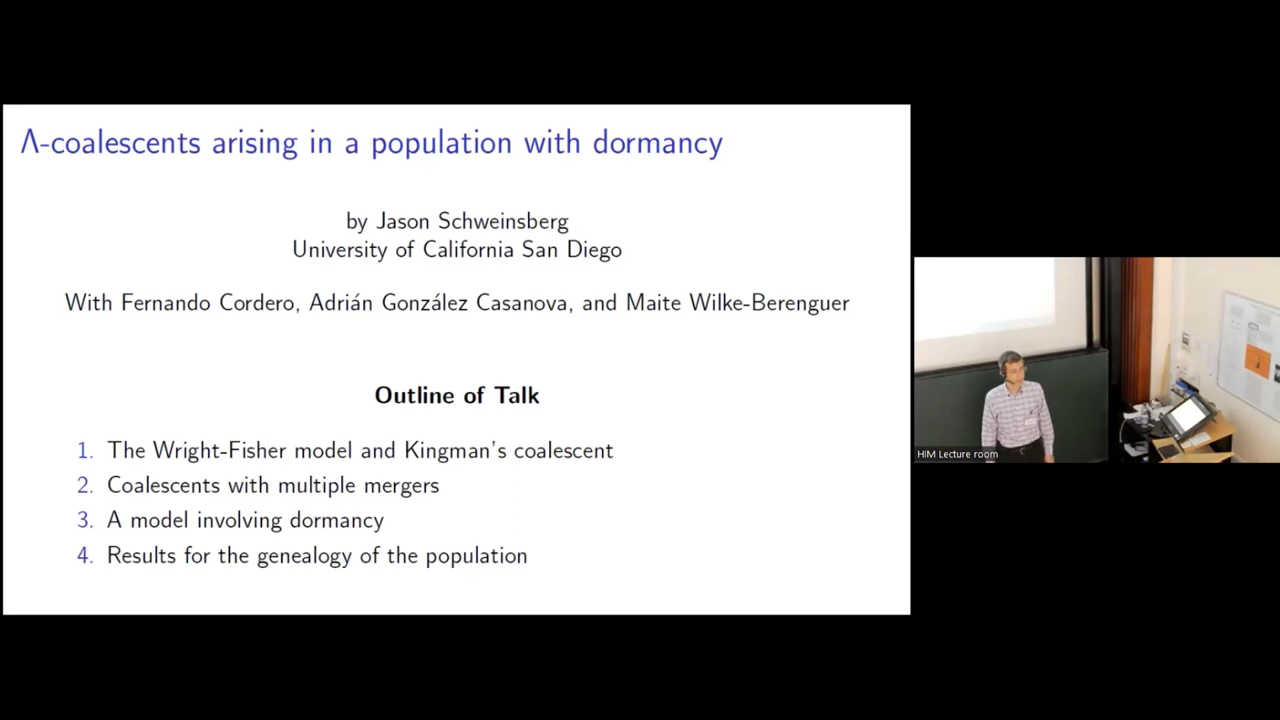 Λ-coalescents arising in a population with dormancy
by Jason Schweinsberg
University of California San Diego
With Fernando Cordero, Adrián González Casanova, and Maite Wilke-Berenguer
Outline of Talk
1. The Wright-Fisher model and Kingman's coalescent
2. Coalescents with multiple mergers
3. A model involving dormancy
4. Results for the genealogy of the population
HIM Lecture room